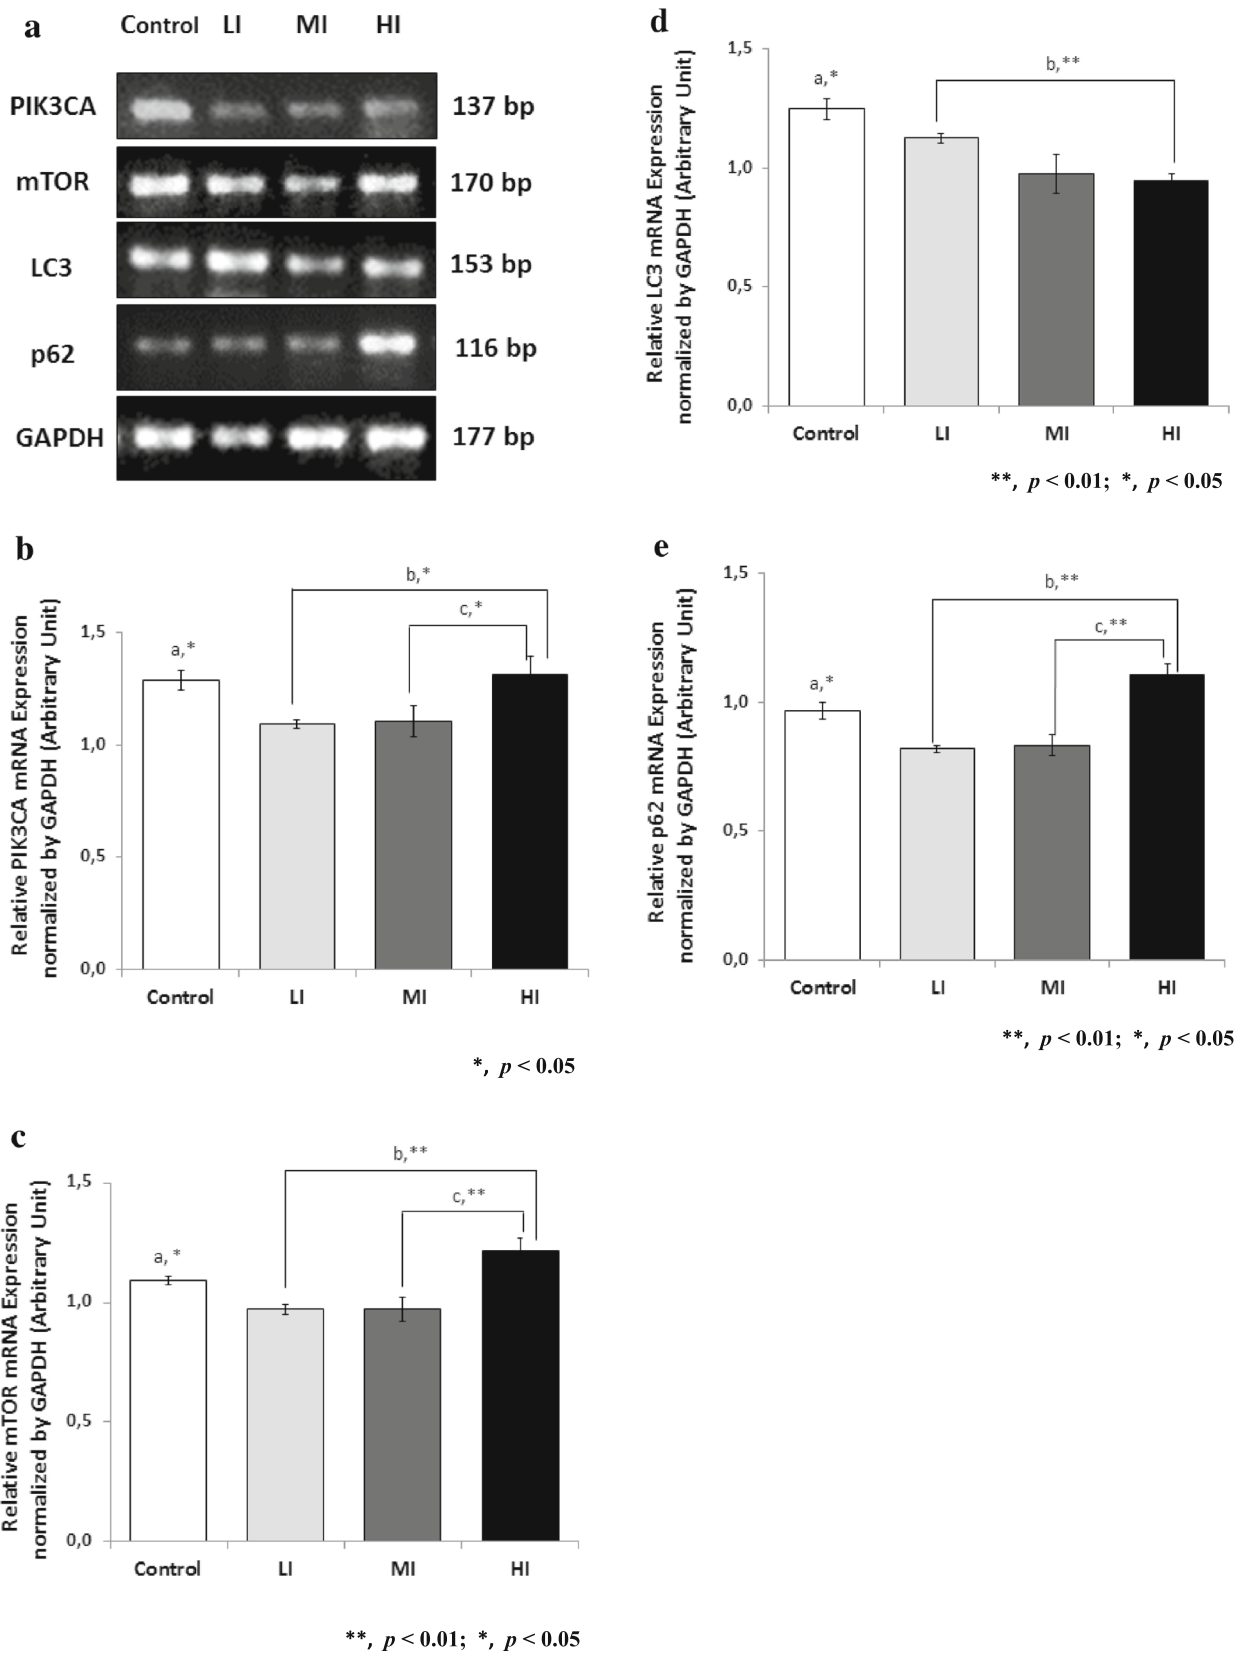 a
Control LI MI HI
PIK3CA 137 bp
mTOR 170 bp
LC3 153 bp
p62 116 bp
GAPDH 177 bp
b
Relative PIK3CA mRNA Expression
normalized by GAPDH (Arbitrary Unit)
1,5
1,0
0,5
0,0
a,*
b,*
c,*
Control LI MI HI
*, p < 0.05
c
Relative mTOR mRNA Expression
normalized by GAPDH (Arbitrary Unit)
1,5
1,0
0,5
0,0
a,*
b,**
c,**
Control LI MI HI
**, p < 0.01; *, p < 0.05
d
Relative LC3 mRNA Expression
normalized by GAPDH (Arbitrary Unit)
1,5
1,0
0,5
0,0
a,*
b,**
Control LI MI HI
**, p < 0.01; *, p < 0.05
e
Relative p62 mRNA Expression
normalized by GAPDH (Arbitrary Unit)
1,5
1,0
0,5
0,0
a,*
b,**
c,**
Control LI MI HI
**, p < 0.01; *, p < 0.05